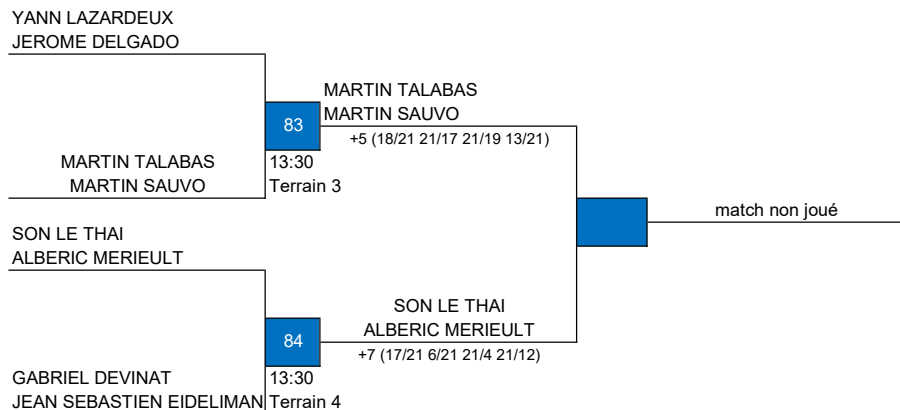 YANN LAZARDEUX
JEROME DELGADO
83
MARTIN TALABAS
MARTIN SAUVO
+5 (18/21 21/17 21/19 13/21)
MARTIN TALABAS
MARTIN SAUVO
13:30
Terrain 3
match non joué
SON LE THAI
ALBERIC MERIEULT
84
SON LE THAI
ALBERIC MERIEULT
+7 (17/21 6/21 21/4 21/12)
GABRIEL DEVINAT
JEAN SEBASTIEN EIDELIMAN
13:30
Terrain 4